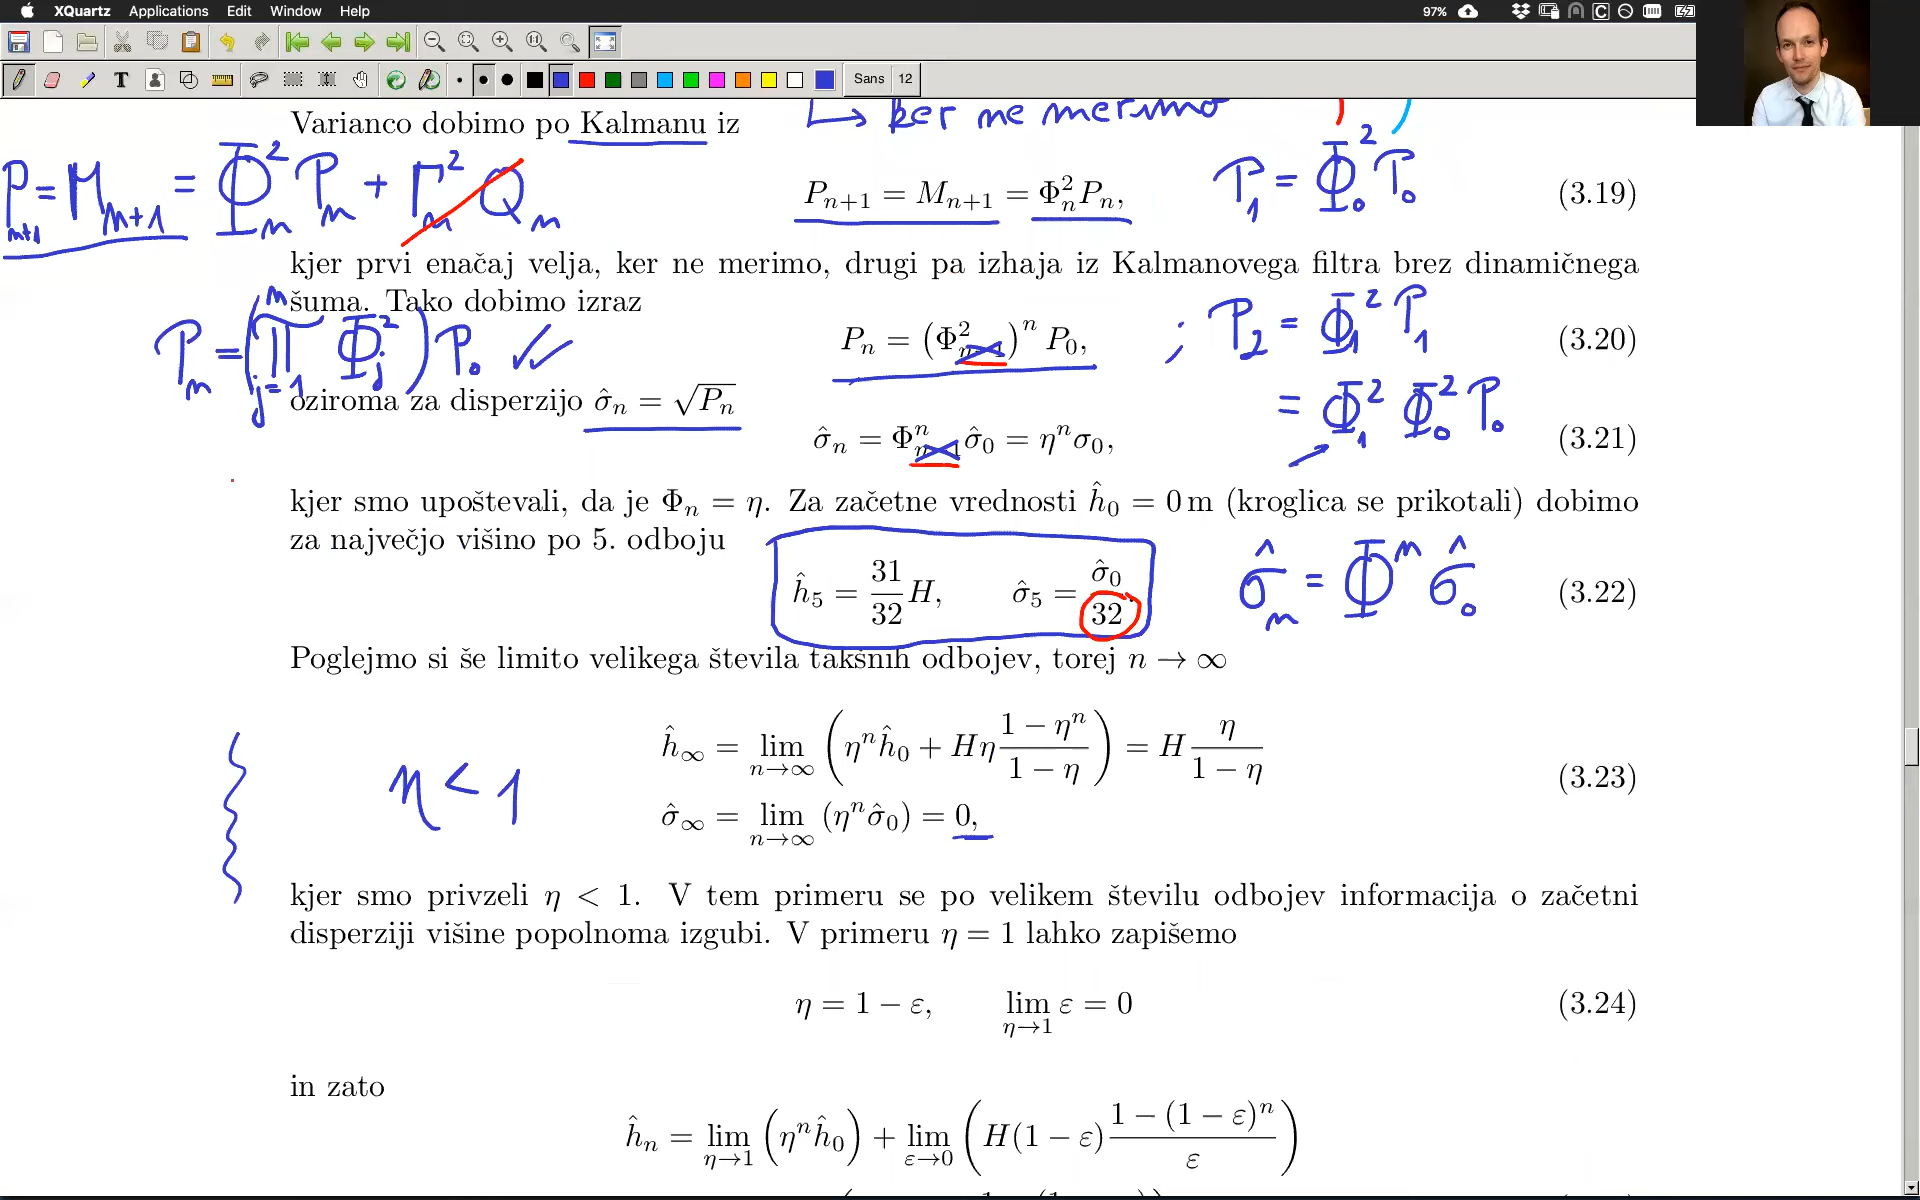 XQuartz Applications Edit Window Help 97%
Sans 12
Varianco dobimo po Kalmanu iz
↳ ker ne merimo
P_{n+1} = M_{n+1} = Φ_n^2 P_n + Γ_n^2 Q_n
P_{n+1} = M_{n+1} = Φ_n^2 P_n, (3.19)
P_1 = Φ_0^2 P_0
kjer prvi enačaj velja, ker ne merimo, drugi pa izhaja iz Kalmanovega filtra brez dinamičnega
šuma. Tako dobimo izraz
P_n = (∏_{j=1}^n Φ_j^2) P_0 ✓
P_n = (Φ_{n-1}^2)^n P_0, (3.20)
; P_2 = Φ_1^2 P_1
= Φ_1^2 Φ_0^2 P_0
oziroma za disperzijo σ̂_n = √P_n
σ̂_n = Φ_{n-1}^n σ̂_0 = η^n σ_0, (3.21)
kjer smo upoštevali, da je Φ_n = η. Za začetne vrednosti ĥ_0 = 0 m (kroglica se prikotali) dobimo
za največjo višino po 5. odboju
ĥ_5 = 31/32 H, σ̂_5 = σ̂_0/32. (3.22)
σ̂_n = Φ^n σ̂_0
Poglejmo si še limito velikega števila takšnih odbojev, torej n → ∞
ĥ_∞ = lim_{n→∞} (η^n ĥ_0 + Hη (1 − η^n)/(1 − η)) = H η/(1 − η)
(3.23)
η < 1
σ̂_∞ = lim_{n→∞} (η^n σ̂_0) = 0,
kjer smo privzeli η < 1. V tem primeru se po velikem številu odbojev informacija o začetni
disperziji višine popolnoma izgubi. V primeru η = 1 lahko zapišemo
η = 1 − ε, lim_{η→1} ε = 0 (3.24)
in zato
ĥ_n = lim_{η→1} (η^n ĥ_0) + lim_{ε→0} (H(1 − ε) (1 − (1 − ε)^n)/ε)